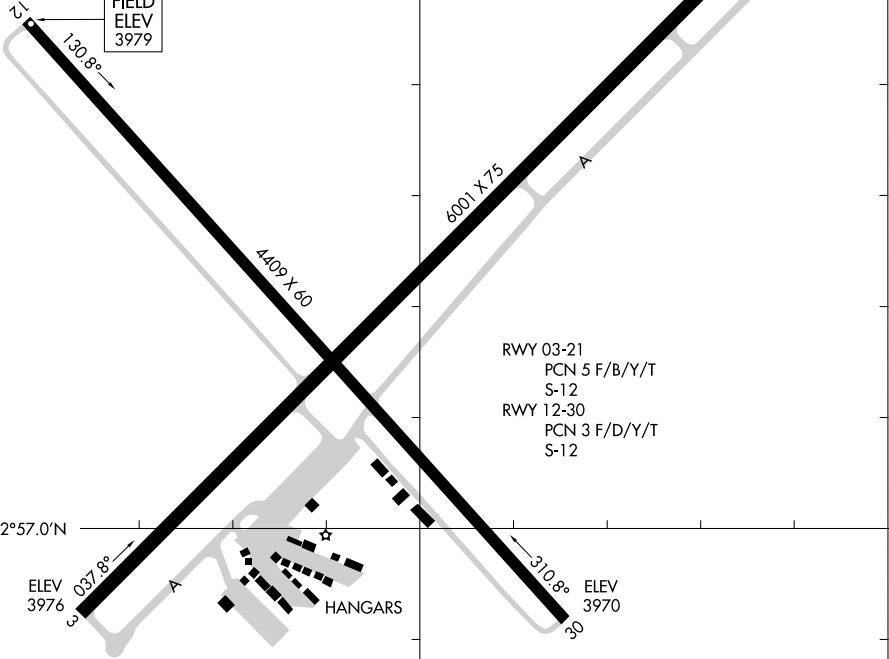 FIELD
ELEV
3979
12
130.8°
A
6001 X 75
4409 X 60
RWY 03-21
PCN 5 F/B/Y/T
S-12
RWY 12-30
PCN 3 F/D/Y/T
S-12
2°57.0'N
037.8°
A
310.8°
ELEV
3976
3
HANGARS
ELEV
3970
30